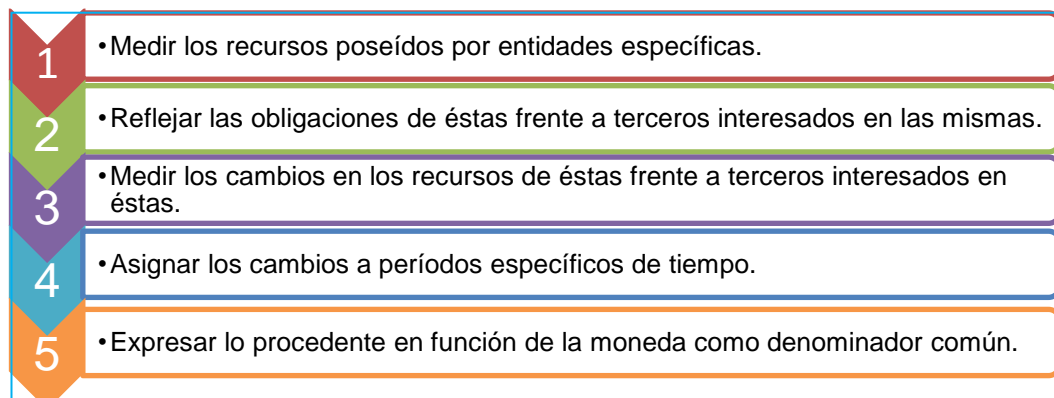 1
•Medir los recursos poseídos por entidades específicas.
2
•Reflejar las obligaciones de éstas frente a terceros interesados en las mismas.
3
•Medir los cambios en los recursos de éstas frente a terceros interesados en
éstas.
4
•Asignar los cambios a períodos específicos de tiempo.
5
•Expresar lo procedente en función de la moneda como denominador común.